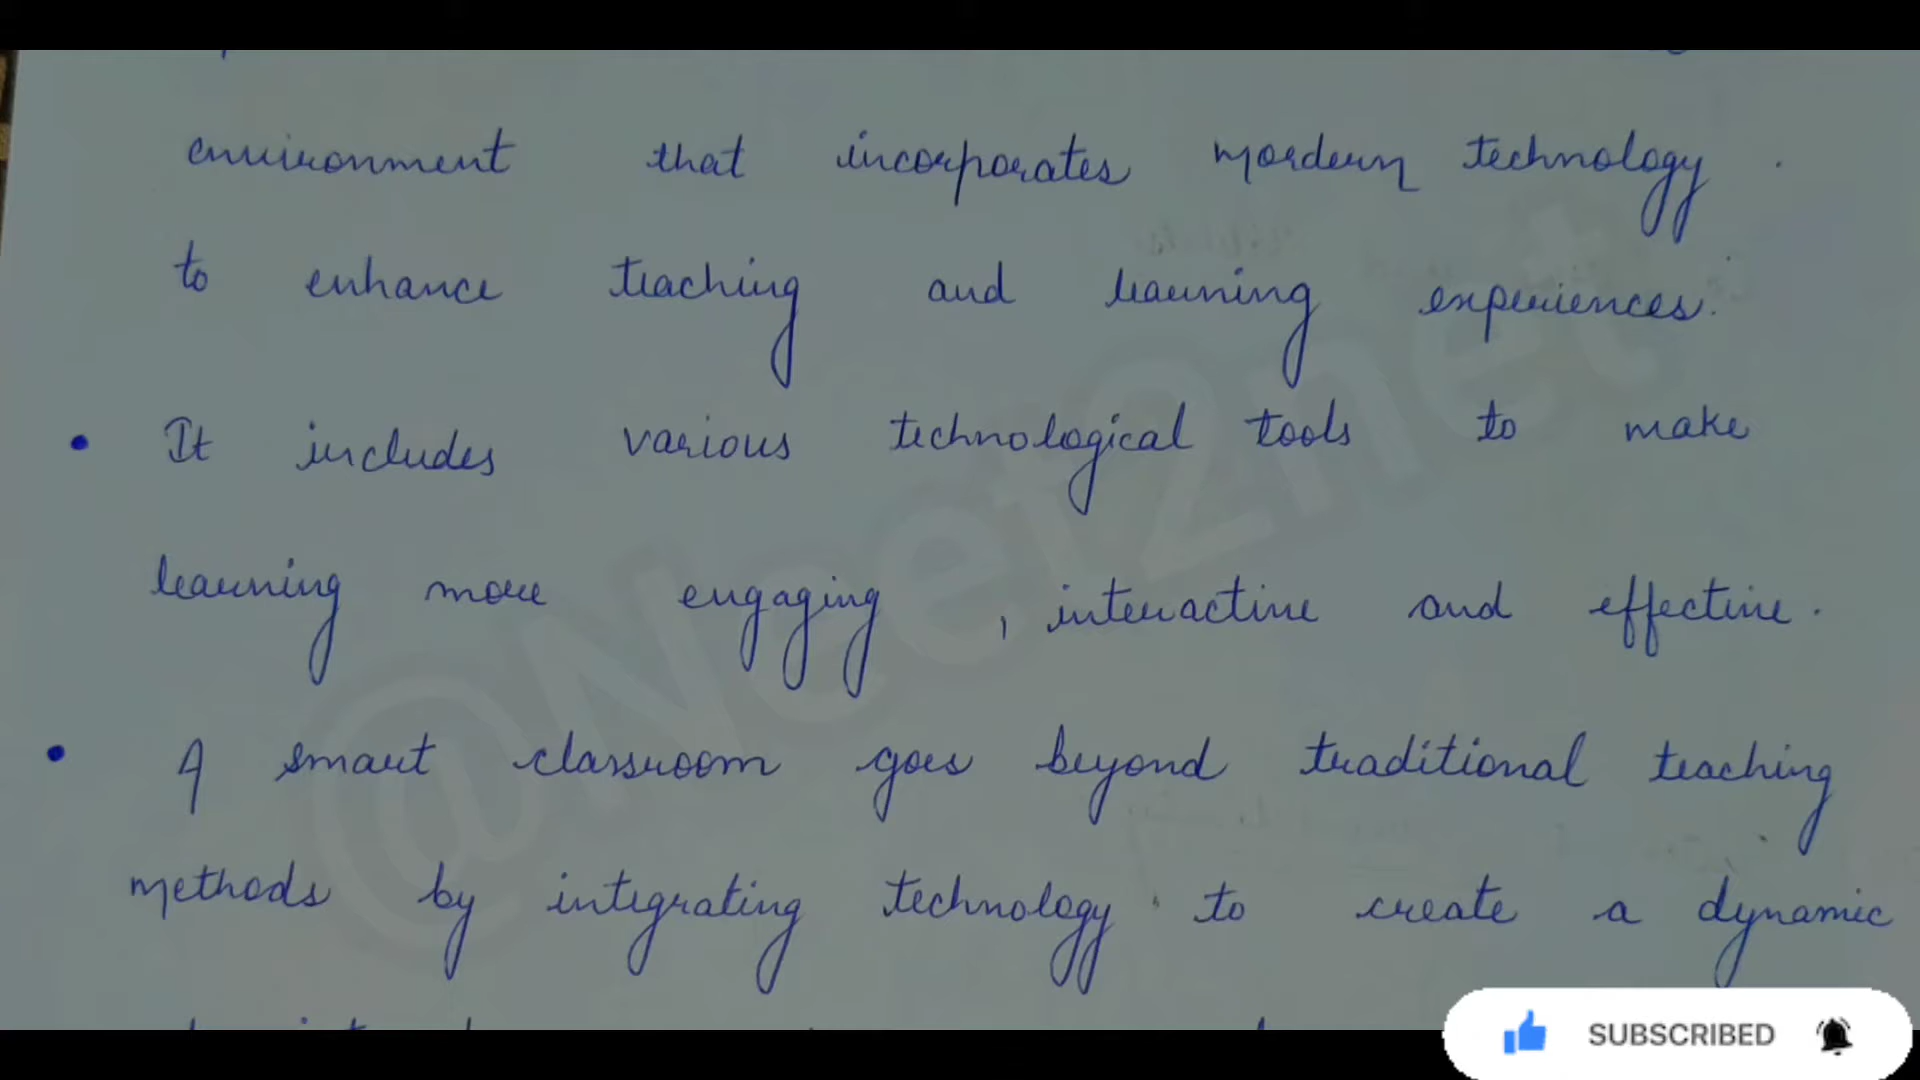 environment that incorporates mordern technology
to enhance teaching and learning experiences.
• It includes various technological tools to make
learning more engaging , interactive and effective.
• A smart classroom goes beyond traditional teaching
methods by integrating technology to create a dynamic
@Neet2net
SUBSCRIBED